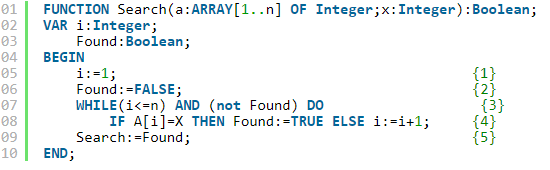 01 FUNCTION Search(a:ARRAY[1..n] OF Integer;x:Integer):Boolean;
02 VAR i:Integer;
03     Found:Boolean;
04 BEGIN
05     i:=1;                                            {1}
06     Found:=FALSE;                                    {2}
07     WHILE(i<=n) AND (not Found) DO                    {3}
08         IF A[i]=X THEN Found:=TRUE ELSE i:=i+1;      {4}
09     Search:=Found;                                   {5}
10 END;